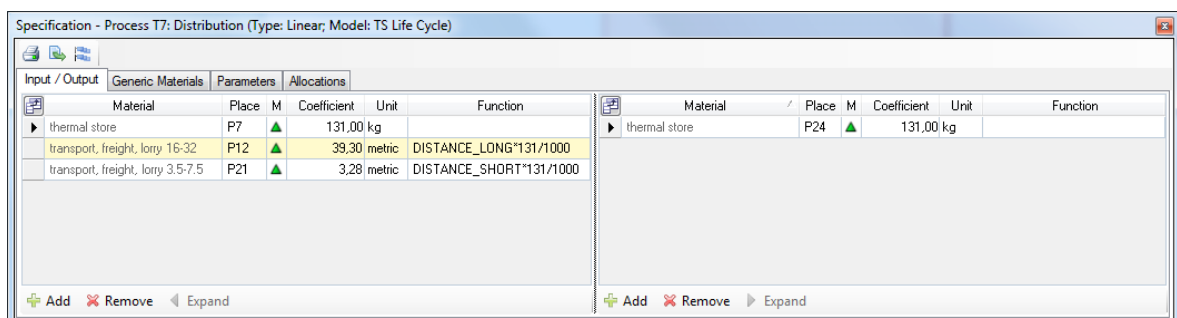 Specification - Process T7: Distribution (Type: Linear; Model: TS Life Cycle)
Input / Output Generic Materials Parameters Allocations
Material Place M Coefficient Unit Function
thermal store P7 131,00 kg
transport, freight, lorry 16-32 P12 39,30 metric DISTANCE_LONG*131/1000
transport, freight, lorry 3.5-7.5 P21 3,28 metric DISTANCE_SHORT*131/1000
Add Remove Expand
Material Place M Coefficient Unit Function
thermal store P24 131,00 kg
Add Remove Expand